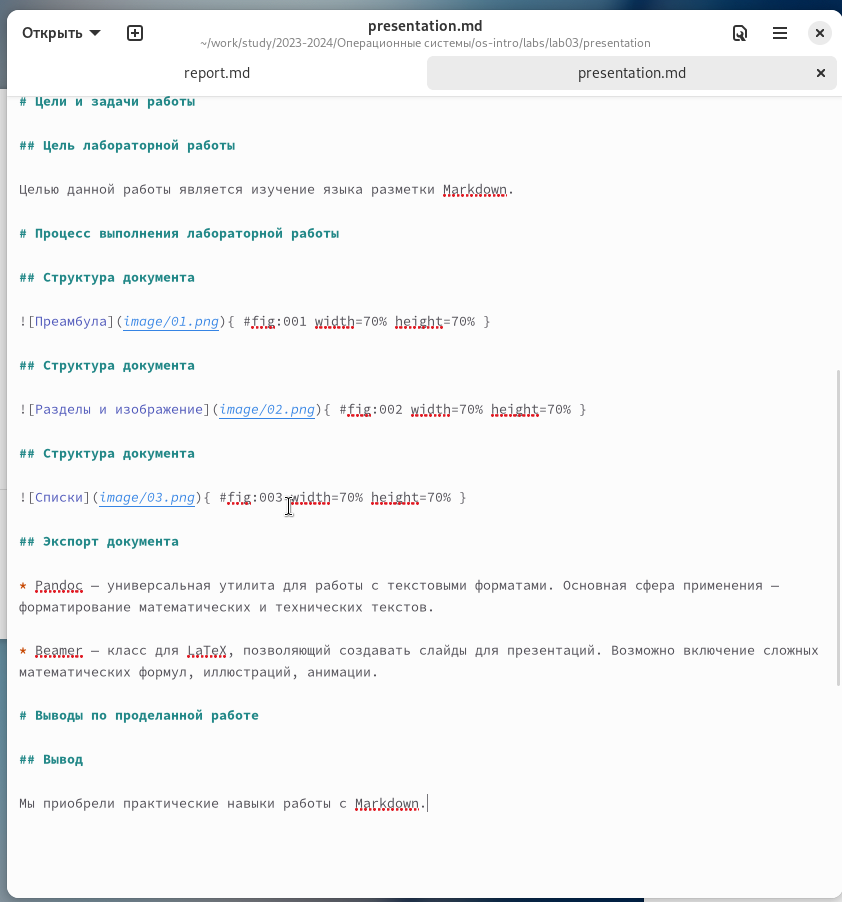 Открыть
presentation.md
~/work/study/2023-2024/Операционные системы/os-intro/labs/lab03/presentation
report.md
presentation.md
# Цели и задачи работы
## Цель лабораторной работы
Целью данной работы является изучение языка разметки Markdown.
# Процесс выполнения лабораторной работы
## Структура документа
![Преамбула](image/01.png){ #fig:001 width=70% height=70% }
## Структура документа
![Разделы и изображение](image/02.png){ #fig:002 width=70% height=70% }
## Структура документа
![Списки](image/03.png){ #fig:003 width=70% height=70% }
## Экспорт документа
* Pandoc — универсальная утилита для работы с текстовыми форматами. Основная сфера применения —
форматирование математических и технических текстов.
* Beamer — класс для LaTeX, позволяющий создавать слайды для презентаций. Возможно включение сложных
математических формул, иллюстраций, анимации.
# Выводы по проделанной работе
## Вывод
Мы приобрели практические навыки работы с Markdown.